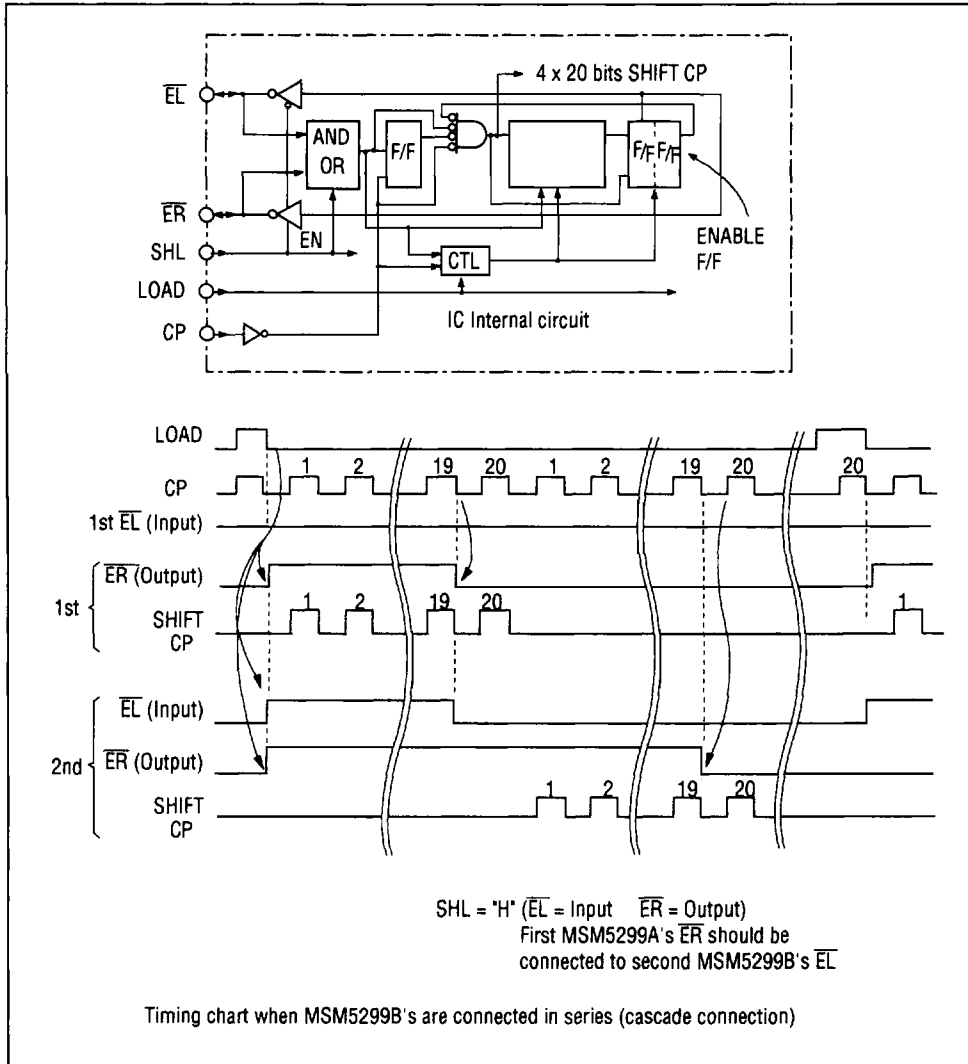 4 x 20 bits SHIFT CP
EL
AND
OR
F/F
F/F F/F
ER
EN
ENABLE
F/F
SHL
CTL
LOAD
IC Internal circuit
CP
LOAD
CP
1 2 19 20 1 2 19 20 20
1st EL (Input)
1st
ER (Output)
SHIFT
CP
1 2 19 20 1
2nd
EL (Input)
ER (Output)
SHIFT
CP
1 2 19 20
SHL = "H" (EL = Input ER = Output)
First MSM5299A's ER should be
connected to second MSM5299B's EL
Timing chart when MSM5299B's are connected in series (cascade connection)